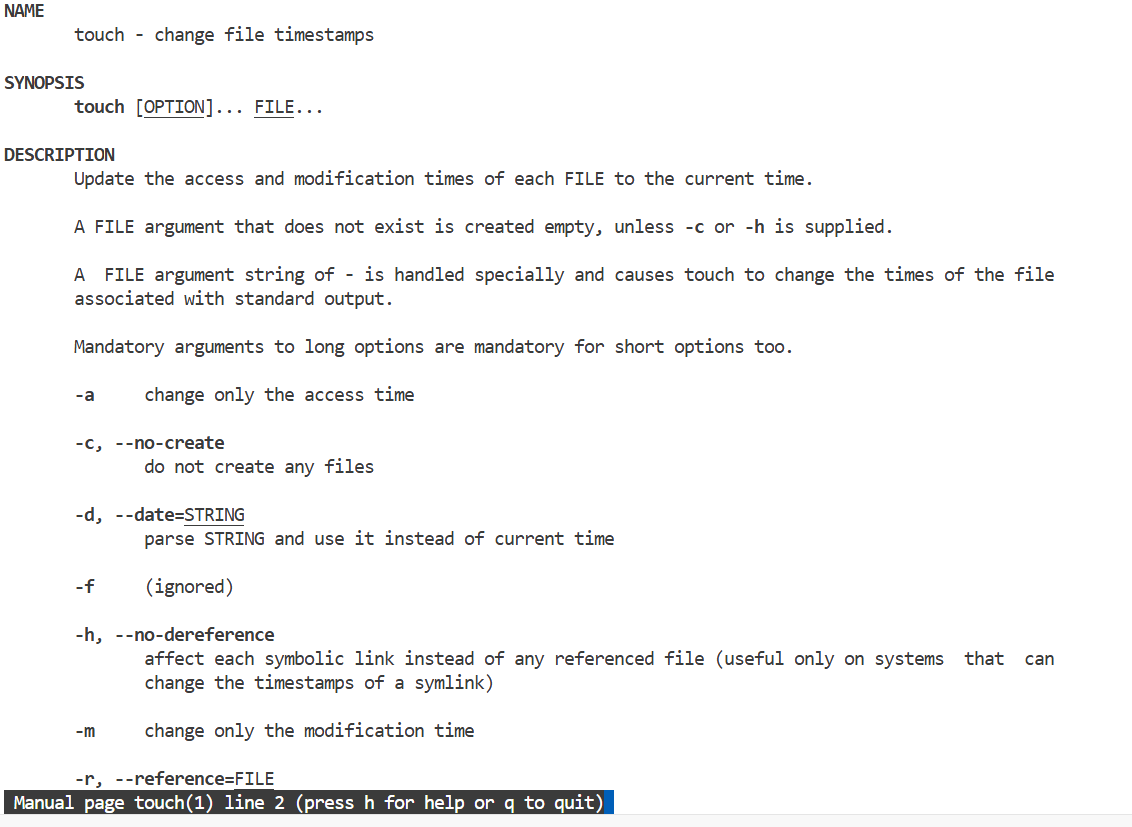 NAME
touch - change file timestamps
SYNOPSIS
touch [OPTION]... FILE...
DESCRIPTION
Update the access and modification times of each FILE to the current time.
A FILE argument that does not exist is created empty, unless -c or -h is supplied.
A  FILE argument string of - is handled specially and causes touch to change the times of the file
associated with standard output.
Mandatory arguments to long options are mandatory for short options too.
-a     change only the access time
-c, --no-create
do not create any files
-d, --date=STRING
parse STRING and use it instead of current time
-f     (ignored)
-h, --no-dereference
affect each symbolic link instead of any referenced file (useful only on systems  that  can
change the timestamps of a symlink)
-m     change only the modification time
-r, --reference=FILE
Manual page touch(1) line 2 (press h for help or q to quit)